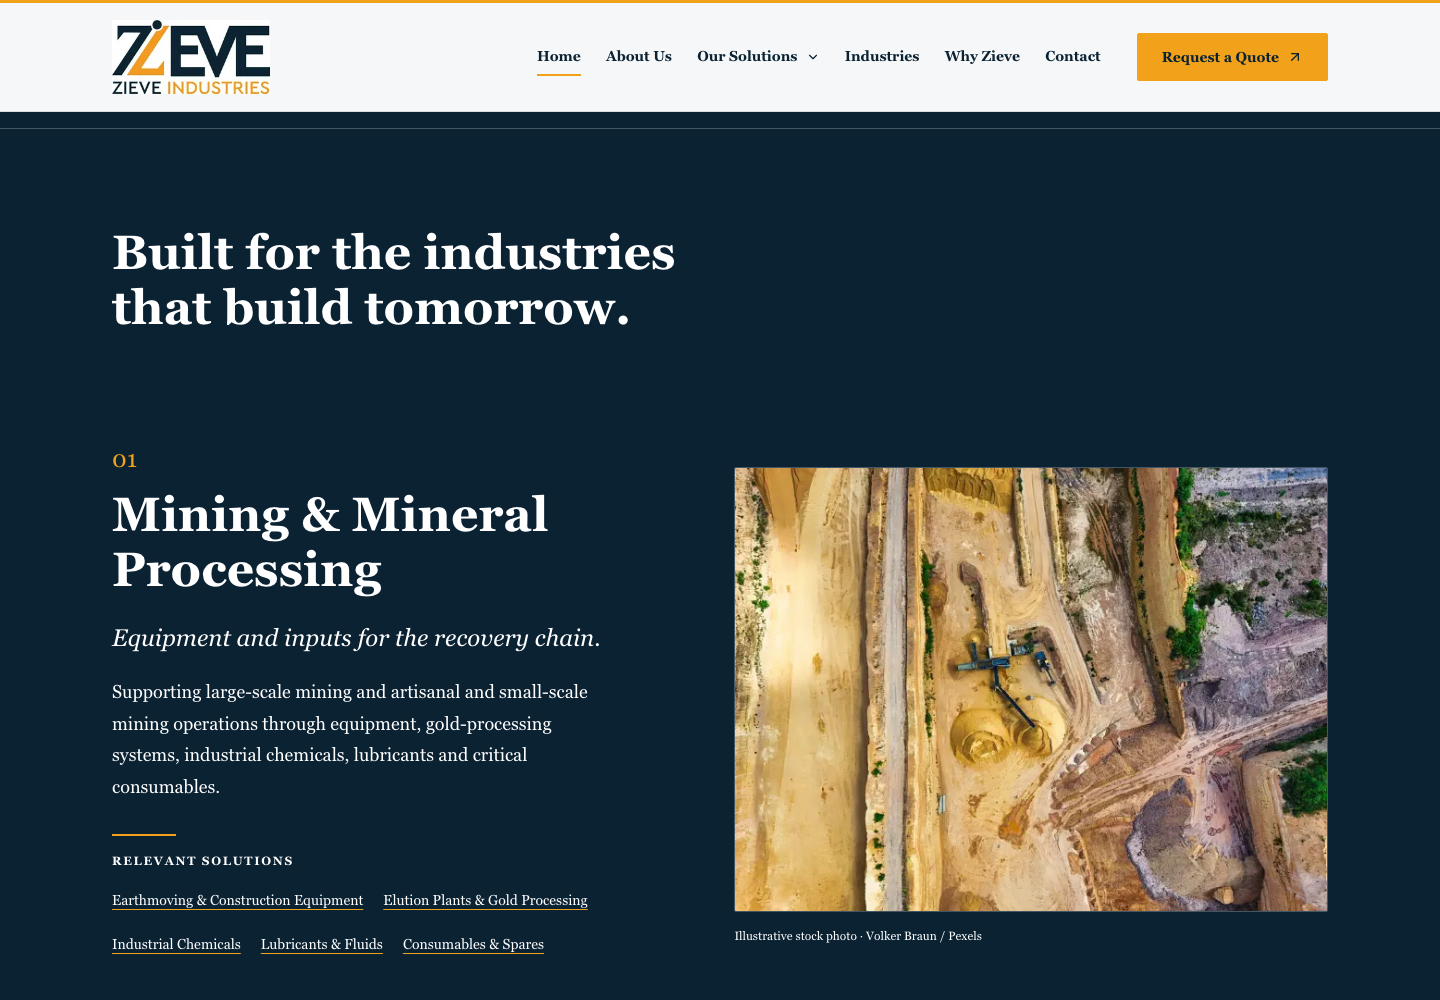 ZIEVE
ZIEVE INDUSTRIES
Home About Us Our Solutions Industries Why Zieve Contact Request a Quote
Built for the industries
that build tomorrow.
01
Mining & Mineral
Processing
Equipment and inputs for the recovery chain.
Supporting large-scale mining and artisanal and small-scale
mining operations through equipment, gold-processing
systems, industrial chemicals, lubricants and critical
consumables.
RELEVANT SOLUTIONS
Earthmoving & Construction Equipment Elution Plants & Gold Processing
Industrial Chemicals Lubricants & Fluids Consumables & Spares
Illustrative stock photo · Volker Braun / Pexels